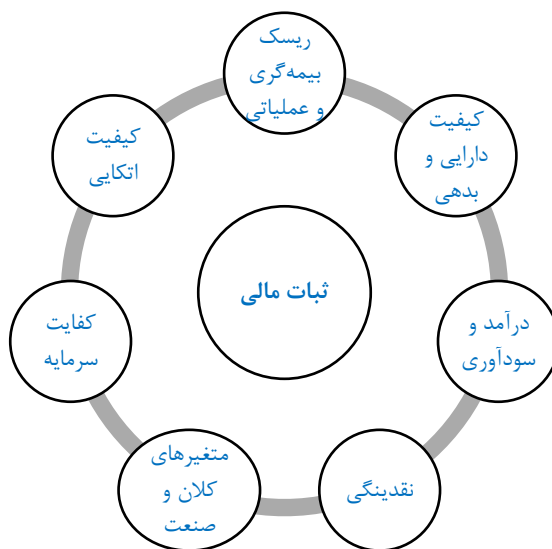 ریسک
بیمه‌گری
و عملیاتی
کیفیت
دارایی و
بدهی
درآمد و
سودآوری
نقدینگی
متغیرهای
کلان و
صنعت
کفایت
سرمایه
کیفیت
اتکایی
ثبات مالی